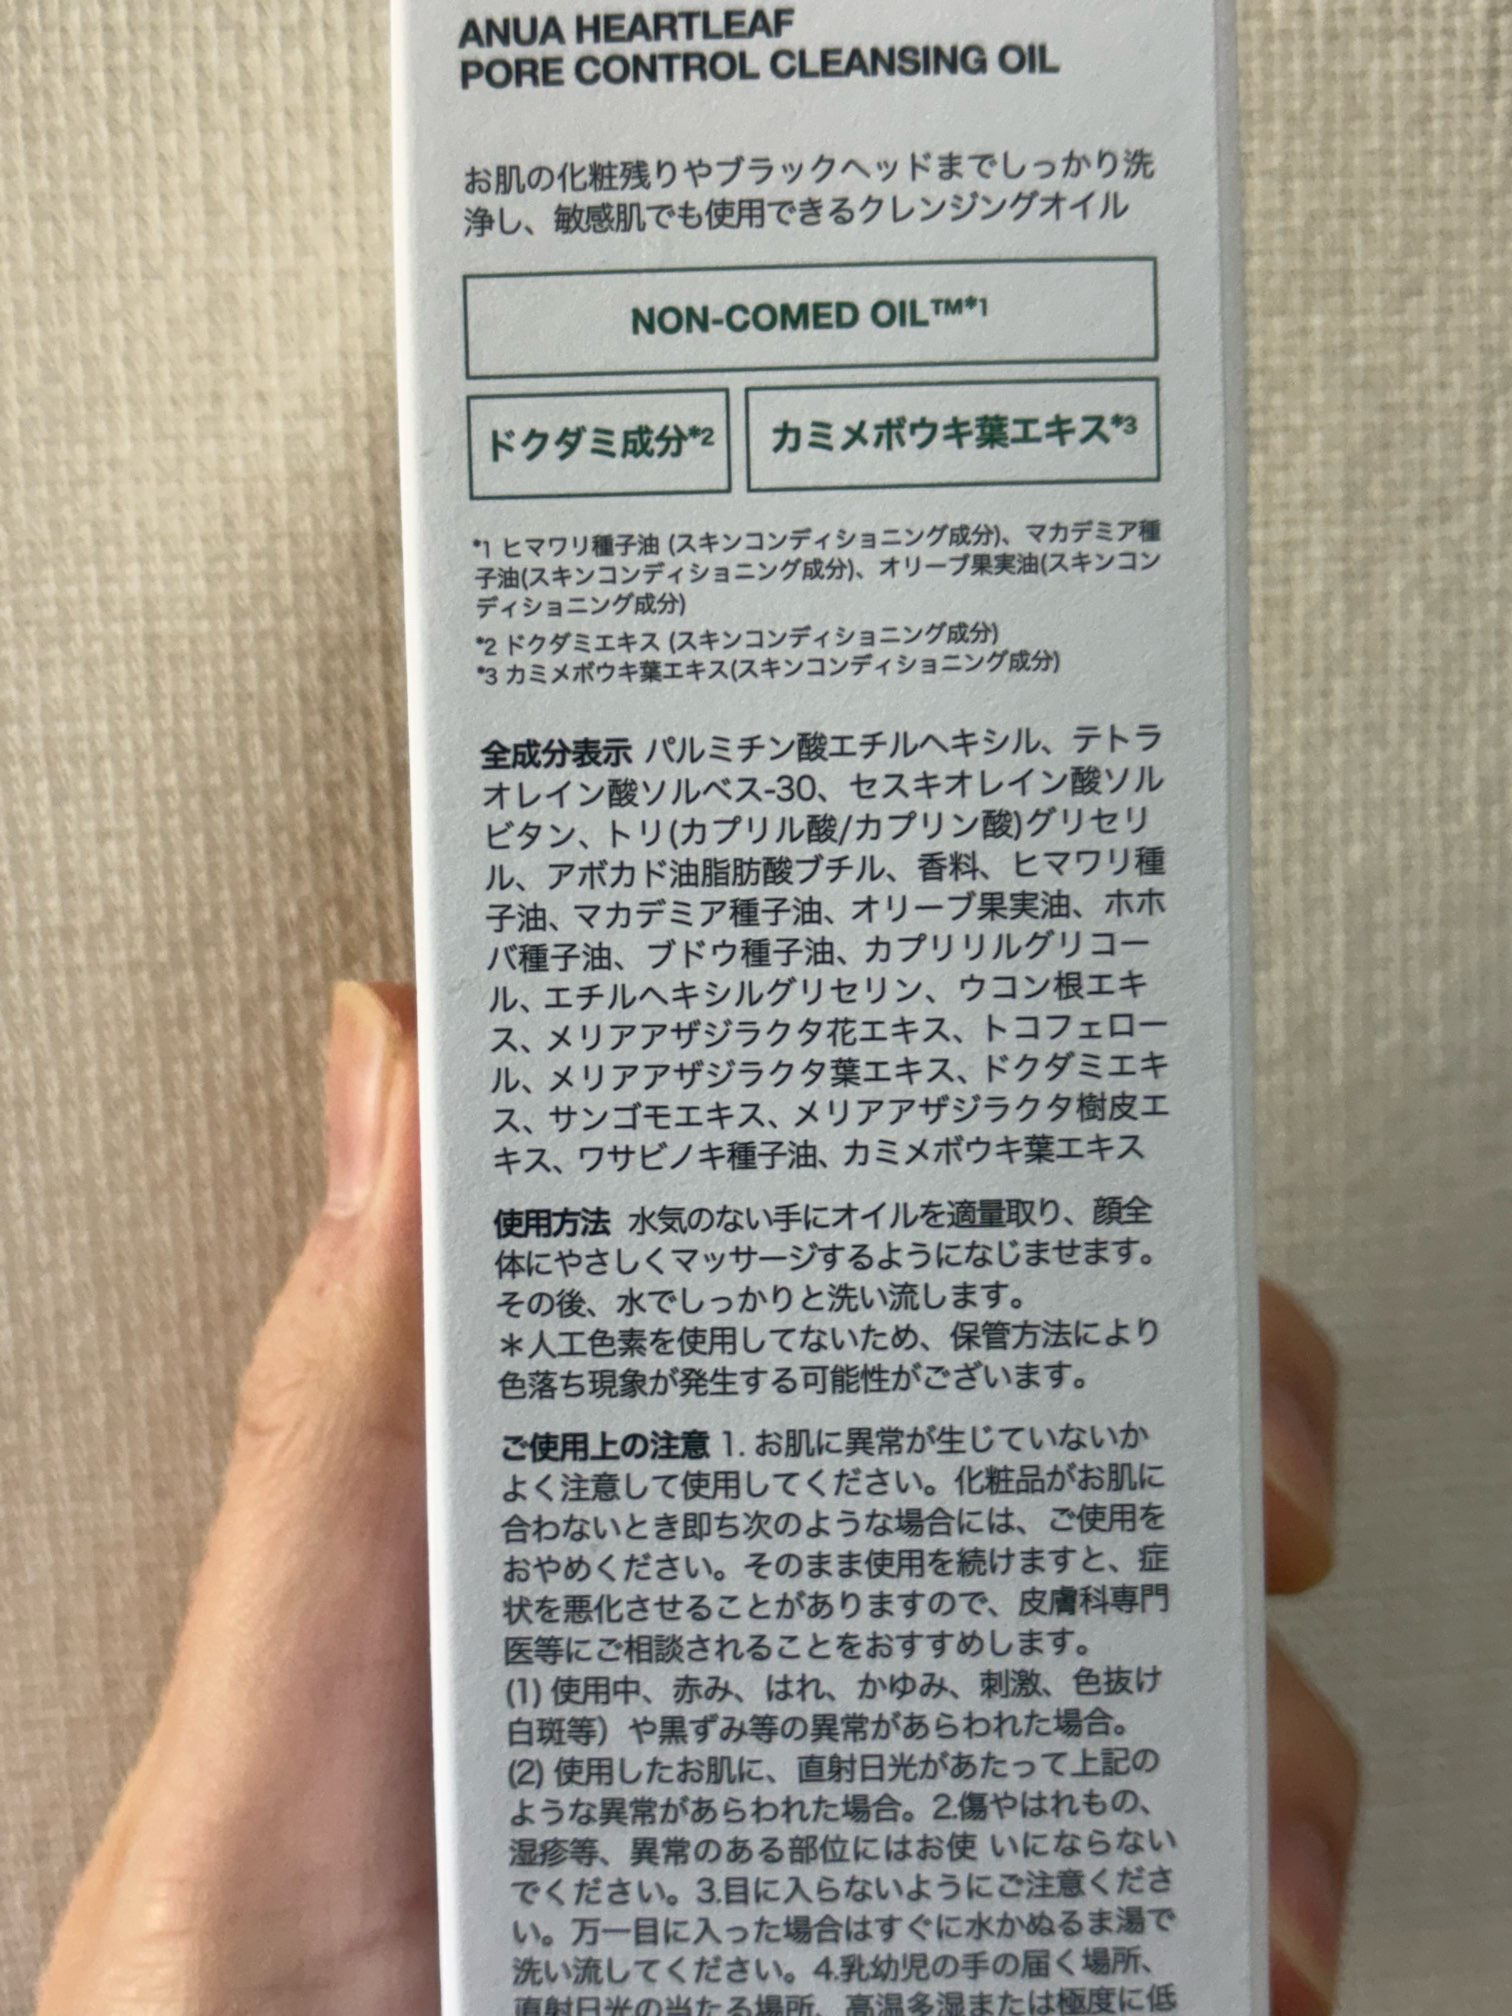 ANUA HEARTLEAF
PORE CONTROL CLEANSING OIL
お肌の化粧残りやブラックヘッドまでしっかり洗
浄し、敏感肌でも使用できるクレンジングオイル
NON-COMED OIL™*1
ドクダミ成分*2
カミメボウキ葉エキス*3
*1 ヒマワリ種子油 (スキンコンディショニング成分)、マカデミア種
子油(スキンコンディショニング成分)、オリーブ果実油(スキンコン
ディショニング成分)
*2 ドクダミエキス (スキンコンディショニング成分)
*3 カミメボウキ葉エキス(スキンコンディショニング成分)
全成分表示 パルミチン酸エチルヘキシル、テトラ
オレイン酸ソルベス-30、セスキオレイン酸ソル
ビタン、トリ(カプリル酸/カプリン酸)グリセリ
ル、アボカド油脂肪酸ブチル、香料、ヒマワリ種
子油、マカデミア種子油、オリーブ果実油、ホホ
バ種子油、ブドウ種子油、カプリリルグリコー
ル、エチルヘキシルグリセリン、ウコン根エキ
ス、メリアアザジラクタ花エキス、トコフェロー
ル、メリアアザジラクタ葉エキス、ドクダミエキ
ス、サンゴモエキス、メリアアザジラクタ樹皮エ
キス、ワサビノキ種子油、カミメボウキ葉エキス
使用方法 水気のない手にオイルを適量取り、顔全
体にやさしくマッサージするようになじませます。
その後、水でしっかりと洗い流します。
＊人工色素を使用してないため、保管方法により
色落ち現象が発生する可能性がございます。
ご使用上の注意 1. お肌に異常が生じていないか
よく注意して使用してください。化粧品がお肌に
合わないとき即ち次のような場合には、ご使用を
おやめください。そのまま使用を続けますと、症
状を悪化させることがありますので、皮膚科専門
医等にご相談されることをおすすめします。
(1) 使用中、赤み、はれ、かゆみ、刺激、色抜け
白斑等）や黒ずみ等の異常があらわれた場合。
(2) 使用したお肌に、直射日光があたって上記の
ような異常があらわれた場合。2.傷やはれもの、
湿疹等、異常のある部位にはお使 いにならない
でください。3.目に入らないようにご注意くださ
い。万一目に入った場合はすぐに水かぬるま湯で
洗い流してください。4.乳幼児の手の届く場所、
直射日光の当たる場所、高温多湿または極度に低